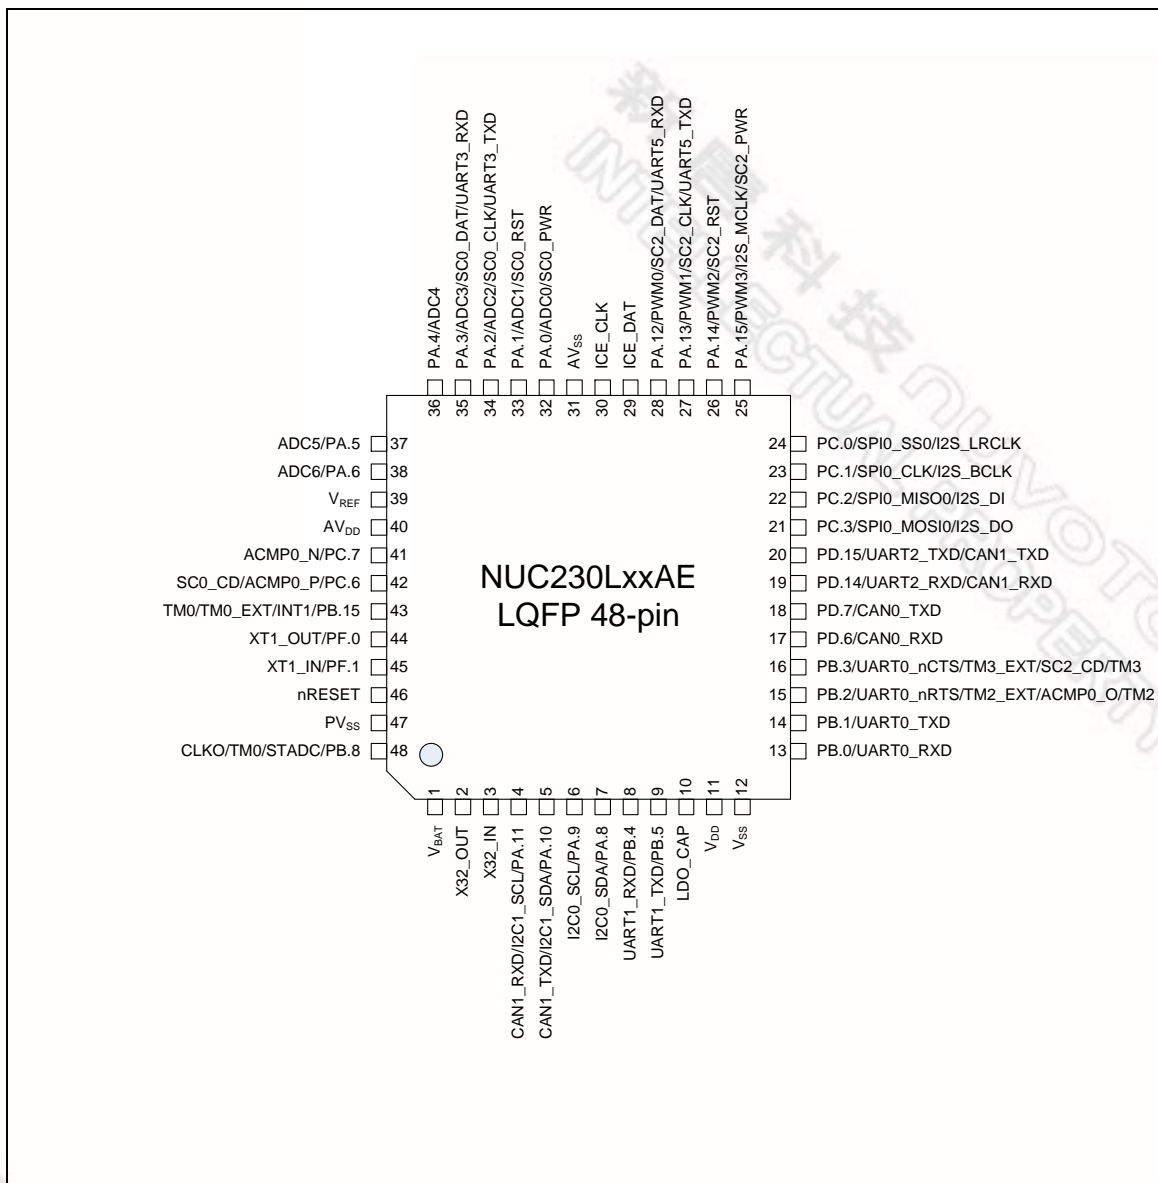 PA.4/ADC4
PA.3/ADC3/SC0_DAT/UART3_RXD
PA.2/ADC2/SC0_CLK/UART3_TXD
PA.1/ADC1/SC0_RST
PA.0/ADC0/SC0_PWR
AVSS
ICE_CLK
ICE_DAT
PA.12/PWM0/SC2_DAT/UART5_RXD
PA.13/PWM1/SC2_CLK/UART5_TXD
PA.14/PWM2/SC2_RST
PA.15/PWM3/I2S_MCLK/SC2_PWR
36
35
34
33
32
31
30
29
28
27
26
25
ADC5/PA.5 37
ADC6/PA.6 38
VREF 39
AVDD 40
ACMP0_N/PC.7 41
SC0_CD/ACMP0_P/PC.6 42
TM0/TM0_EXT/INT1/PB.15 43
XT1_OUT/PF.0 44
XT1_IN/PF.1 45
nRESET 46
PVSS 47
CLKO/TM0/STADC/PB.8 48
NUC230LxxAE
LQFP 48-pin
24 PC.0/SPI0_SS0/I2S_LRCLK
23 PC.1/SPI0_CLK/I2S_BCLK
22 PC.2/SPI0_MISO0/I2S_DI
21 PC.3/SPI0_MOSI0/I2S_DO
20 PD.15/UART2_TXD/CAN1_TXD
19 PD.14/UART2_RXD/CAN1_RXD
18 PD.7/CAN0_TXD
17 PD.6/CAN0_RXD
16 PB.3/UART0_nCTS/TM3_EXT/SC2_CD/TM3
15 PB.2/UART0_nRTS/TM2_EXT/ACMP0_O/TM2
14 PB.1/UART0_TXD
13 PB.0/UART0_RXD
1
2
3
4
5
6
7
8
9
10
11
12
VBAT
X32_OUT
X32_IN
CAN1_RXD/I2C1_SCL/PA.11
CAN1_TXD/I2C1_SDA/PA.10
I2C0_SCL/PA.9
I2C0_SDA/PA.8
UART1_RXD/PB.4
UART1_TXD/PB.5
LDO_CAP
VDD
VSS
新唐科技 NUVOTO
INTELLECTUAL PROPERTY